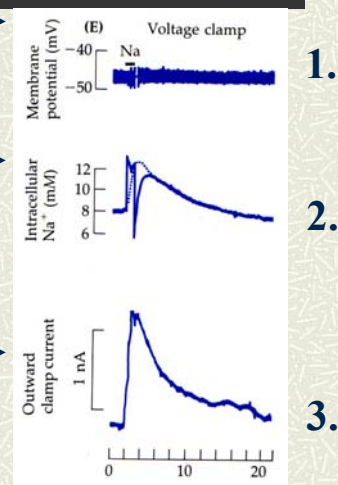 (E) Voltage clamp
Na
Membrane
potential (mV)
−40
−50
1.
Intracellular
Na⁺ (mM)
12
10
8
6
2.
Outward
clamp current
1 nA
3.
0 10 20